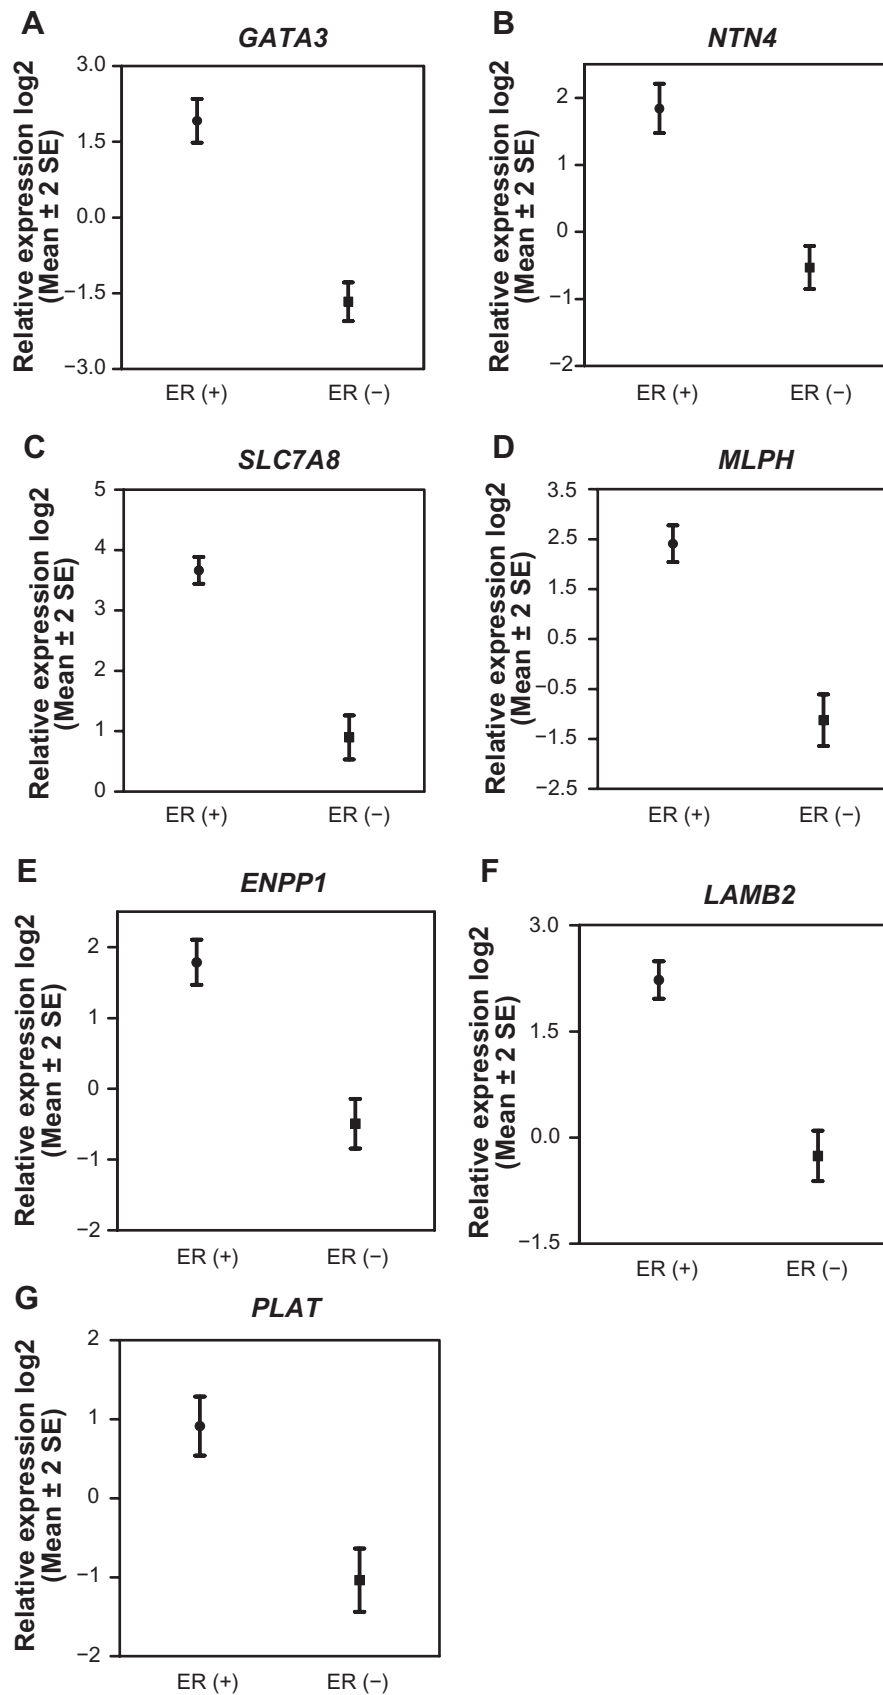 A
GATA3
Relative expression log2
(Mean ± 2 SE)
3.0
1.5
0.0
−1.5
−3.0
ER (+)
ER (−)
B
NTN4
Relative expression log2
(Mean ± 2 SE)
2
1
0
−1
−2
ER (+)
ER (−)
C
SLC7A8
Relative expression log2
(Mean ± 2 SE)
5
4
3
2
1
0
ER (+)
ER (−)
D
MLPH
Relative expression log2
(Mean ± 2 SE)
3.5
2.5
1.5
0.5
−0.5
−1.5
−2.5
ER (+)
ER (−)
E
ENPP1
Relative expression log2
(Mean ± 2 SE)
2
1
0
−1
−2
ER (+)
ER (−)
F
LAMB2
Relative expression log2
(Mean ± 2 SE)
3.0
1.5
0.0
−1.5
ER (+)
ER (−)
G
PLAT
Relative expression log2
(Mean ± 2 SE)
2
1
0
−1
−2
ER (+)
ER (−)